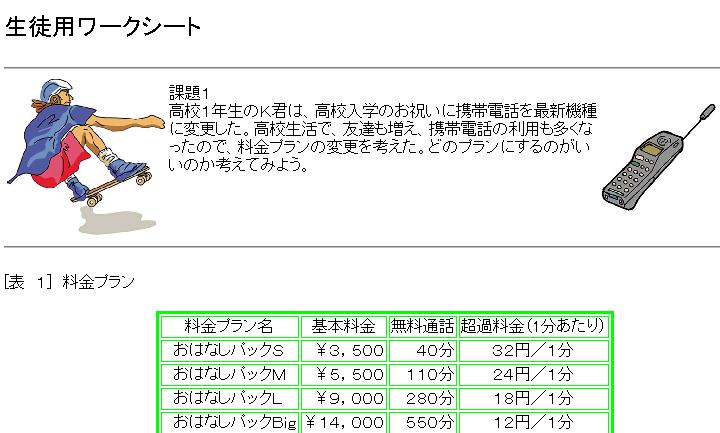 生徒用ワークシート
課題１
高校１年生のＫ君は、高校入学のお祝いに携帯電話を最新機種
に変更した。高校生活で、友達も増え、携帯電話の利用も多くな
ったので、料金プランの変更を考えた。どのプランにするのがい
いのか考えてみよう。
[表　１]　料金プラン
料金プラン名 基本料金 無料通話 超過料金（1分あたり）
おはなしパックＳ ￥３，５００ 40分 32円／1分
おはなしパックＭ ￥５，５００ 110分 24円／1分
おはなしパックＬ ￥９，０００ 280分 18円／1分
おはなしパックBig ￥１４，０００ 550分 12円／1分